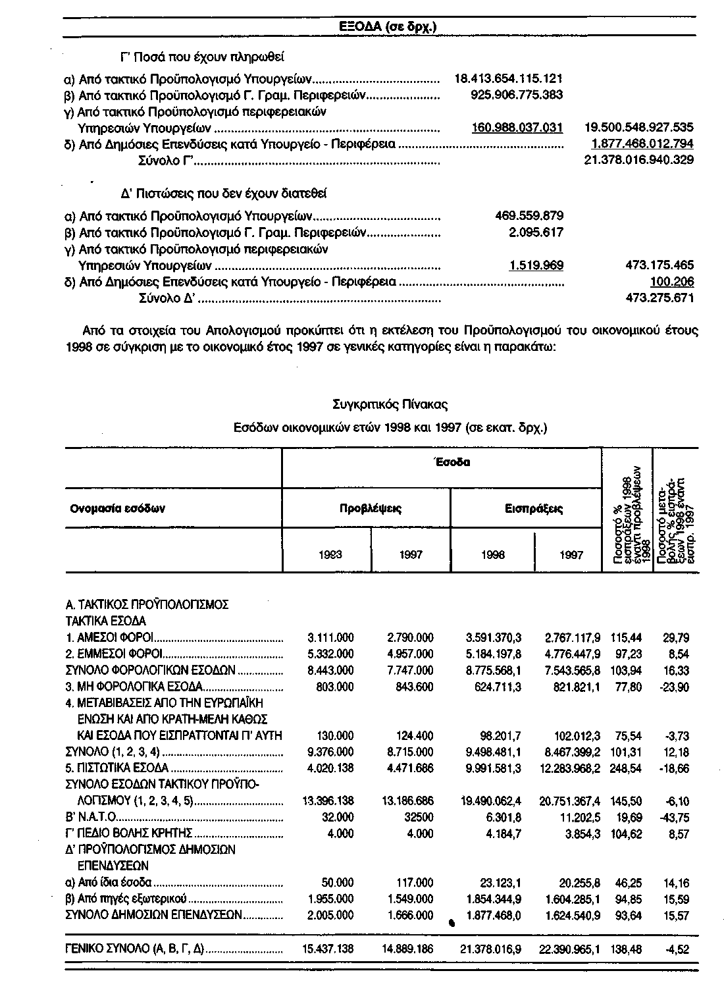 ΕΞΟΔΑ (σε δρχ.)
Γ' Ποσά που έχουν πληρωθεί
α) Από τακτικό Προϋπολογισμό Υπουργείων........ 18.413.654.115.121
β) Από τακτικό Προϋπολογισμό Γ. Γραμ. Περιφερειών........ 925.906.775.383
γ) Από τακτικό Προϋπολογισμό περιφερειακών
Υπηρεσιών Υπουργείων........ 160.988.037.031 19.500.548.927.535
δ) Από Δημόσιες Επενδύσεις κατά Υπουργείο - Περιφέρεια........ 1.877.468.012.794
Σύνολο Γ'........ 21.378.016.940.329
Δ' Πιστώσεις που δεν έχουν διατεθεί
α) Από τακτικό Προϋπολογισμό Υπουργείων........ 469.559.879
β) Από τακτικό Προϋπολογισμό Γ. Γραμ. Περιφερειών........ 2.095.617
γ) Από τακτικό Προϋπολογισμό περιφερειακών
Υπηρεσιών Υπουργείων........ 1.519.969 473.175.465
δ) Από Δημόσιες Επενδύσεις κατά Υπουργείο - Περιφέρεια........ 100.206
Σύνολο Δ'........ 473.275.671
Από τα στοιχεία του Απολογισμού προκύπτει ότι η εκτέλεση του Προϋπολογισμού του οικονομικού έτους
1998 σε σύγκριση με το οικονομικό έτος 1997 σε γενικές κατηγορίες είναι η παρακάτω:
Συγκριτικός Πίνακας
Εσόδων οικονομικών ετών 1998 και 1997 (σε εκατ. δρχ.)
Έσοδα
Ονομασία εσόδων Προβλέψεις Εισπράξεις
Ποσοστό %
εισπράξεων 1998
έναντι προβλέψεων
1998
Ποσοστό μετα-
βολής % εισπρά-
ξεων 1998 έναντι
εισπρ. 1997
1998 1997 1998 1997
Α. ΤΑΚΤΙΚΟΣ ΠΡΟΫΠΟΛΟΓΙΣΜΟΣ
ΤΑΚΤΙΚΑ ΕΣΟΔΑ
1. ΑΜΕΣΟΙ ΦΟΡΟΙ........ 3.111.000 2.790.000 3.591.370,3 2.767.117,9 115,44 29,79
2. ΕΜΜΕΣΟΙ ΦΟΡΟΙ........ 5.332.000 4.957.000 5.184.197,8 4.776.447,9 97,23 8,54
ΣΥΝΟΛΟ ΦΟΡΟΛΟΓΙΚΩΝ ΕΣΟΔΩΝ........ 8.443.000 7.747.000 8.775.568,1 7.543.565,8 103,94 16,33
3. ΜΗ ΦΟΡΟΛΟΓΙΚΑ ΕΣΟΔΑ........ 803.000 843.600 624.711,3 821.821,1 77,80 -23,90
4. ΜΕΤΑΒΙΒΑΣΕΙΣ ΑΠΟ ΤΗΝ ΕΥΡΩΠΑΪΚΗ
ΕΝΩΣΗ ΚΑΙ ΑΠΟ ΚΡΑΤΗ-ΜΕΛΗ ΚΑΘΩΣ
ΚΑΙ ΕΣΟΔΑ ΠΟΥ ΕΙΣΠΡΑΤΤΟΝΤΑΙ ΓΙ' ΑΥΤΗ 130.000 124.400 98.201,7 102.012,3 75,54 -3,73
ΣΥΝΟΛΟ (1, 2, 3, 4)........ 9.376.000 8.715.000 9.498.481,1 8.467.399,2 101,31 12,18
5. ΠΙΣΤΩΤΙΚΑ ΕΣΟΔΑ........ 4.020.138 4.471.686 9.991.581,3 12.283.968,2 248,54 -18,66
ΣΥΝΟΛΟ ΕΣΟΔΩΝ ΤΑΚΤΙΚΟΥ ΠΡΟΫΠΟ-
ΛΟΓΙΣΜΟΥ (1, 2, 3, 4, 5)........ 13.396.138 13.186.686 19.490.062,4 20.751.367,4 145,50 -6,10
Β' Ν.Α.Τ.Ο........ 32.000 32500 6.301,8 11.202,5 19,69 -43,75
Γ' ΠΕΔΙΟ ΒΟΛΗΣ ΚΡΗΤΗΣ........ 4.000 4.000 4.184,7 3.854,3 104,62 8,57
Δ' ΠΡΟΫΠΟΛΟΓΙΣΜΟΣ ΔΗΜΟΣΙΩΝ
ΕΠΕΝΔΥΣΕΩΝ
α) Από ίδια έσοδα........ 50.000 117.000 23.123,1 20.255,8 46,25 14,16
β) Από πηγές εξωτερικού........ 1.955.000 1.549.000 1.854.344,9 1.604.285,1 94,85 15,59
ΣΥΝΟΛΟ ΔΗΜΟΣΙΩΝ ΕΠΕΝΔΥΣΕΩΝ........ 2.005.000 1.666.000 1.877.468,0 1.624.540,9 93,64 15,57
ΓΕΝΙΚΟ ΣΥΝΟΛΟ (Α, Β, Γ, Δ)........ 15.437.138 14.889.186 21.378.016,9 22.390.965,1 138,48 -4,52